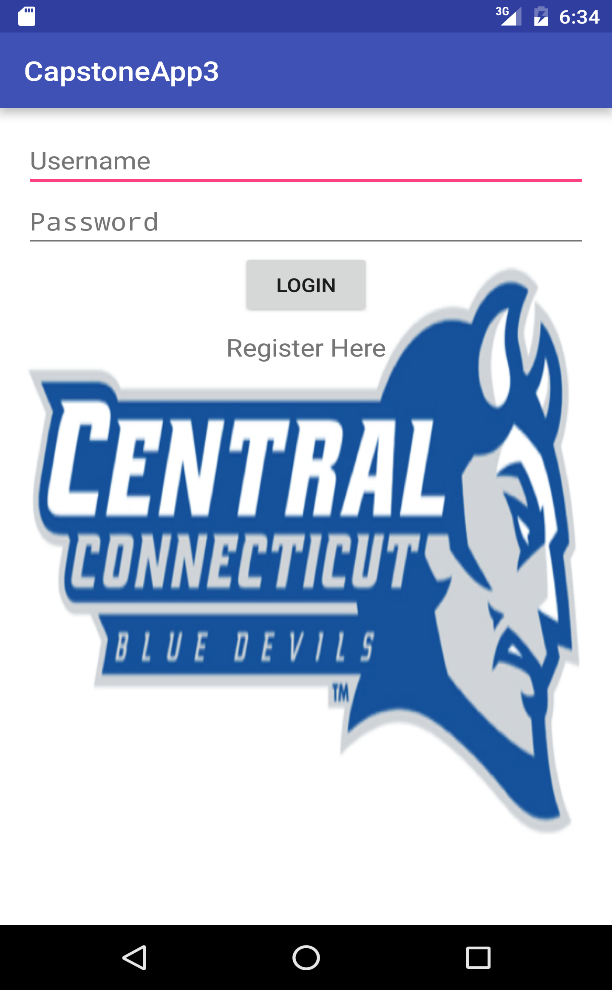 3G 6:34
CapstoneApp3
Username
Password
LOGIN
Register Here
CENTRAL
CONNECTICUT
BLUE DEVILS
TM